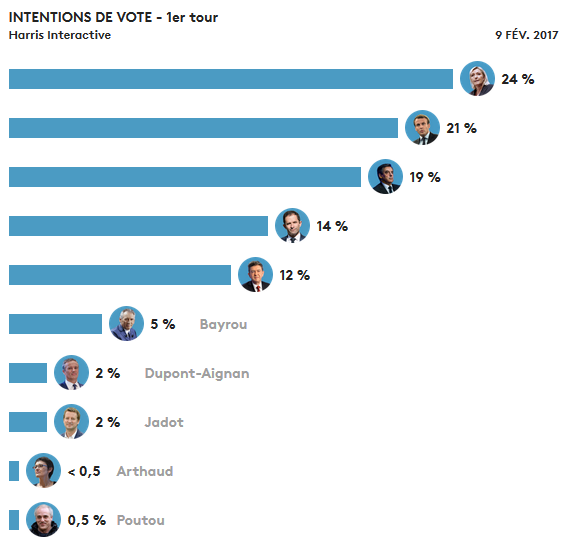 INTENTIONS DE VOTE - 1er tour
Harris Interactive 9 FÉV. 2017
24 %
21 %
19 %
14 %
12 %
5 % Bayrou
2 % Dupont-Aignan
2 % Jadot
< 0,5 Arthaud
0,5 % Poutou